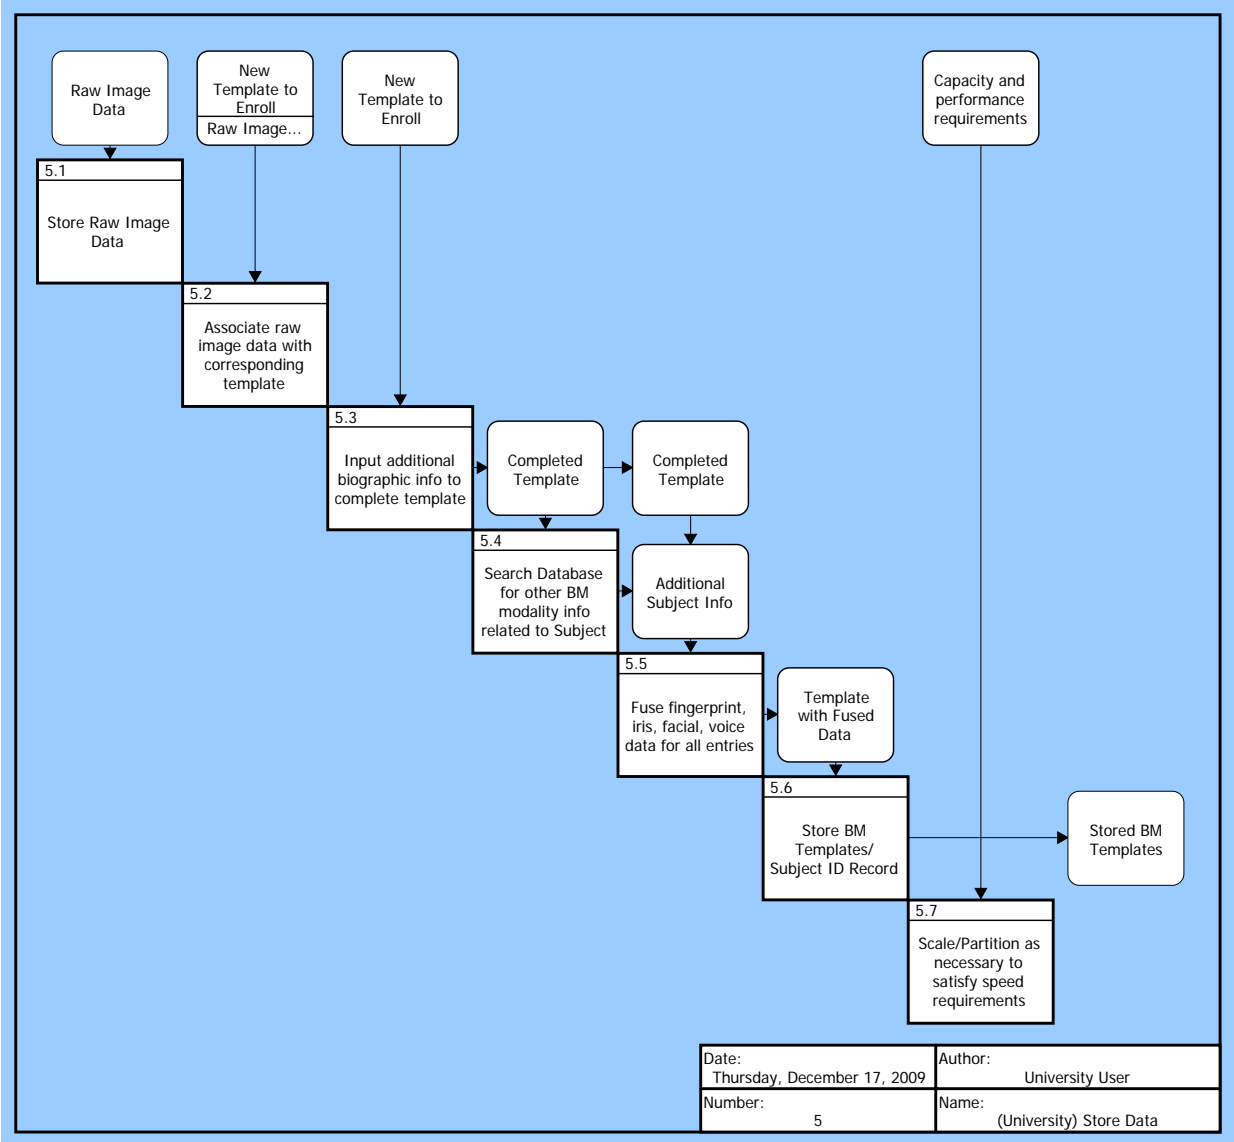 Raw Image
Data
New
Template to
Enroll
Raw Image...
New
Template to
Enroll
Capacity and
performance
requirements
5.1
Store Raw Image
Data
5.2
Associate raw
image data with
corresponding
template
5.3
Input additional
biographic info to
complete template
Completed
Template
Completed
Template
5.4
Search Database
for other BM
modality info
related to Subject
Additional
Subject Info
5.5
Fuse fingerprint,
iris, facial, voice
data for all entries
Template
with Fused
Data
5.6
Store BM
Templates/
Subject ID Record
Stored BM
Templates
5.7
Scale/Partition as
necessary to
satisfy speed
requirements
Date:
Thursday, December 17, 2009
Author:
University User
Number:
5
Name:
(University) Store Data